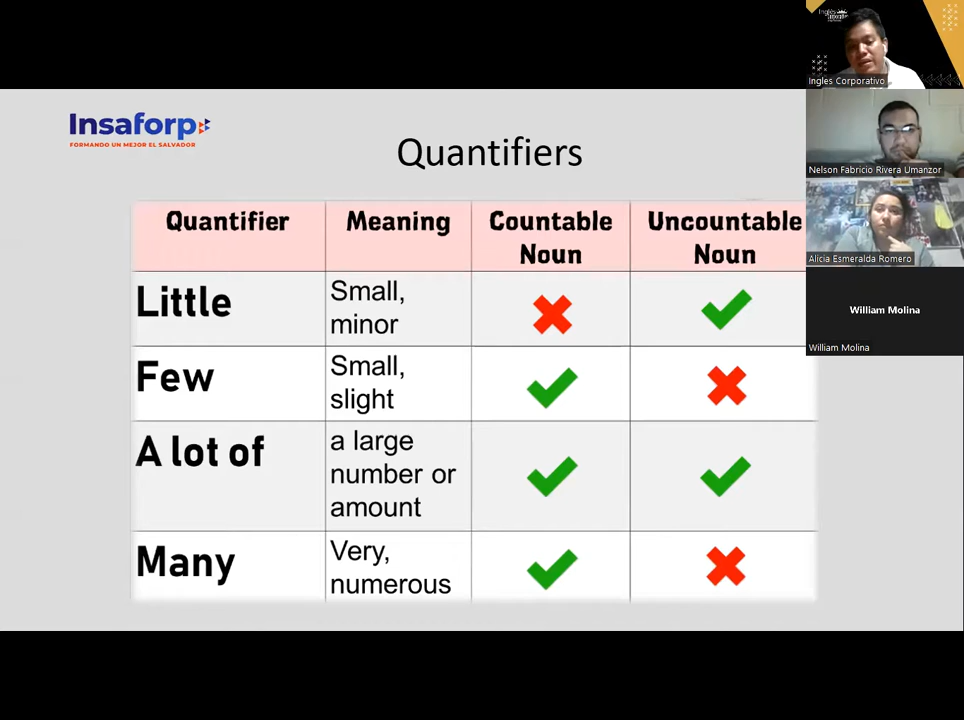 Insaforp
FORMANDO UN MEJOR EL SALVADOR
Quantifiers
Quantifier Meaning Countable Noun Uncountable Noun
Little Small, minor
Few Small, slight
A lot of a large number or amount
Many Very, numerous
Inglés
Ingles Corporativo
Nelson Fabricio Rivera Umanzor
Alicia Esmeralda Romero
William Molina
William Molina